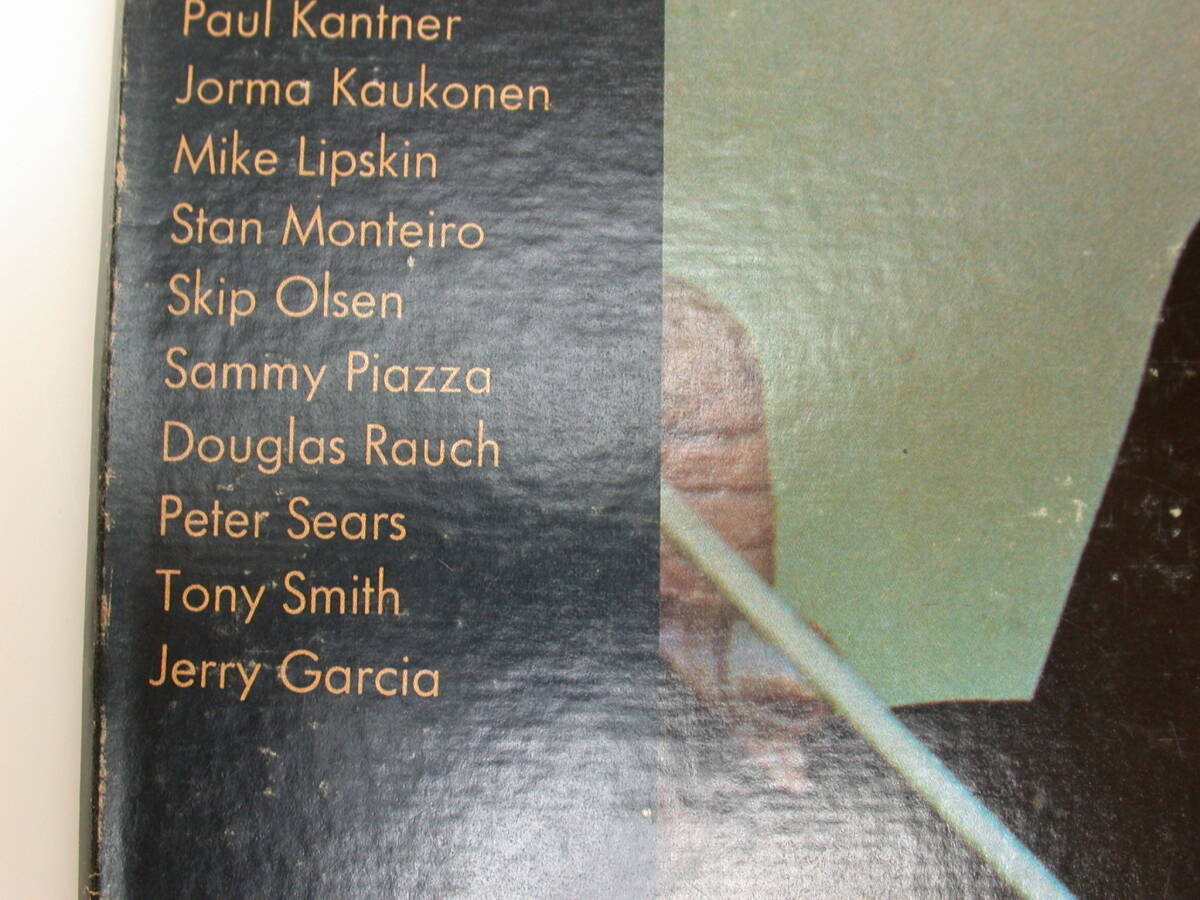 Paul Kantner
Jorma Kaukonen
Mike Lipskin
Stan Monteiro
Skip Olsen
Sammy Piazza
Douglas Rauch
Peter Sears
Tony Smith
Jerry Garcia